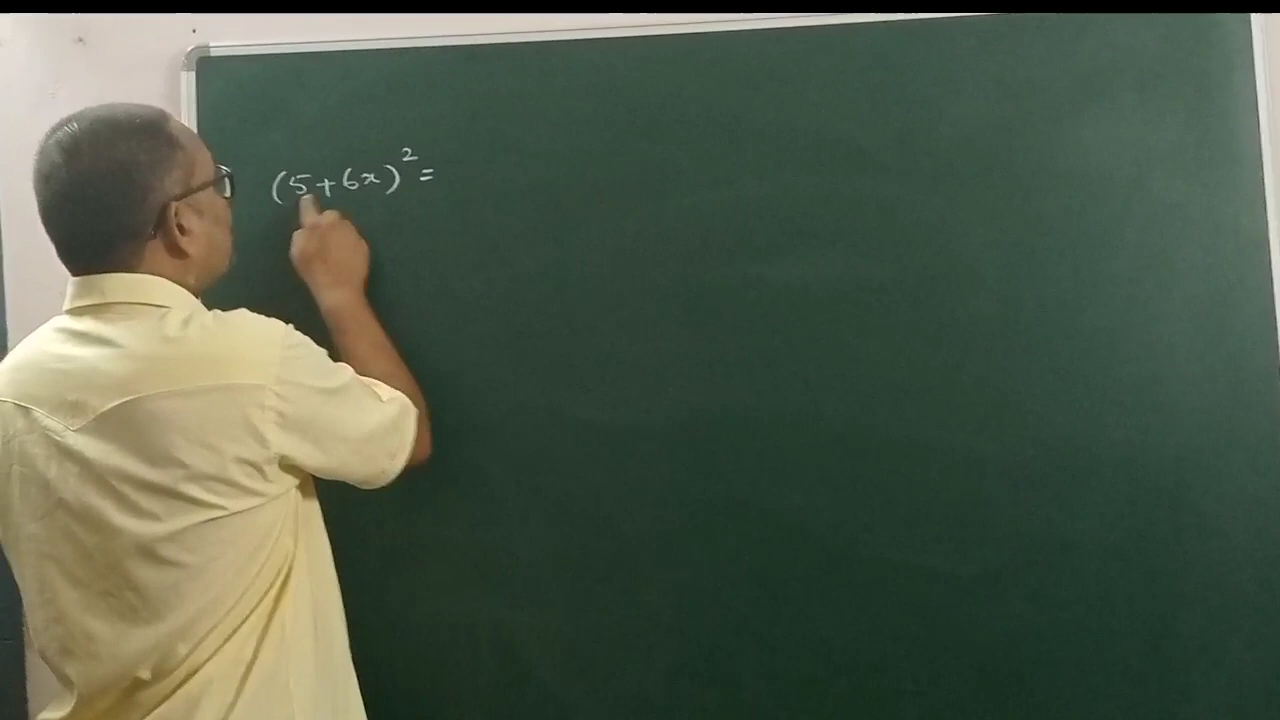 (5+6x)² =